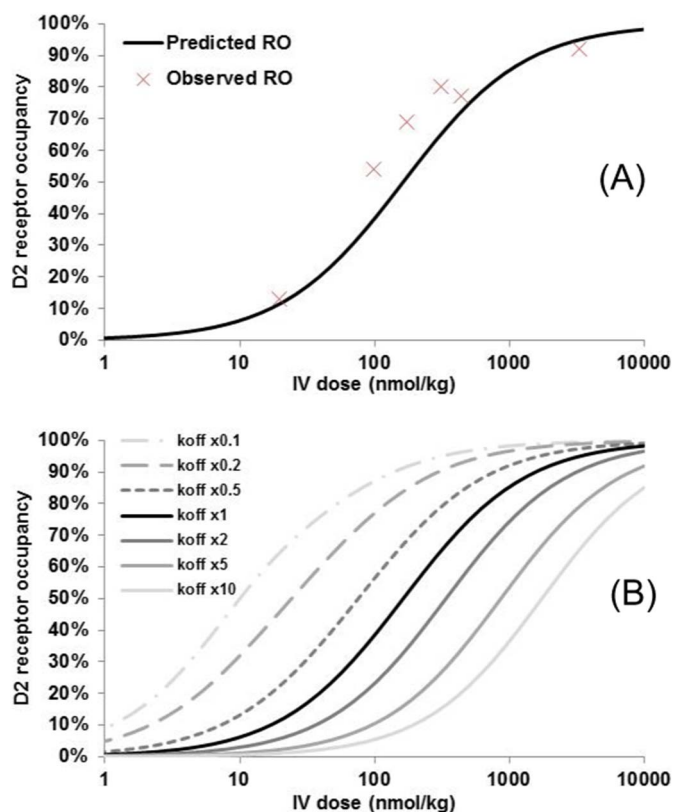 100%
90%
80%
70%
60%
50%
40%
30%
20%
10%
0%
D2 receptor occupancy
Predicted RO
Observed RO
(A)
1 10 100 1000 10000
IV dose (nmol/kg)
100%
90%
80%
70%
60%
50%
40%
30%
20%
10%
0%
D2 receptor occupancy
koff x0.1
koff x0.2
koff x0.5
koff x1
koff x2
koff x5
koff x10
(B)
1 10 100 1000 10000
IV dose (nmol/kg)